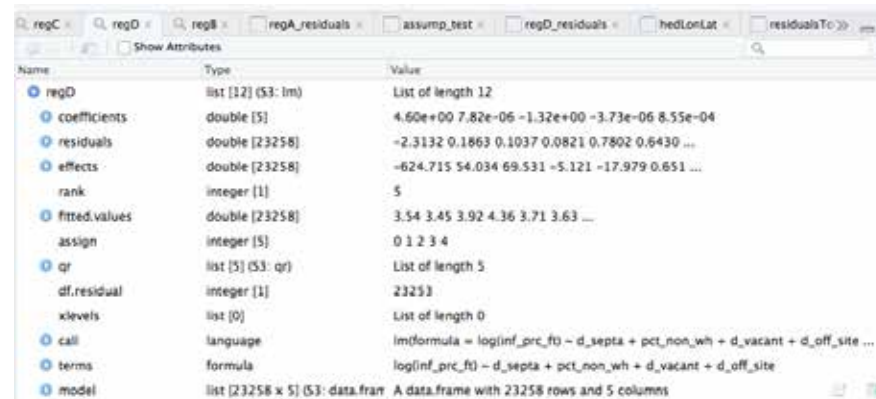 regC regD regB regA_residuals assump_test regD_residuals hedLonLat residualsTo
Show Attributes
Name Type Value
regD list [12] (S3: lm) List of length 12
coefficients double [5] 4.60e+00 7.82e-06 -1.32e+00 -3.73e-06 8.55e-04
residuals double [23258] -2.3132 0.1863 0.1037 0.0821 0.7802 0.6430 ...
effects double [23258] -624.715 54.034 69.531 -5.121 -17.979 0.651 ...
rank integer [1] 5
fitted.values double [23258] 3.54 3.45 3.92 4.36 3.71 3.63 ...
assign integer [5] 0 1 2 3 4
qr list [5] (S3: qr) List of length 5
df.residual integer [1] 23253
xlevels list [0] List of length 0
call language lm(formula = log(inf_prc_ft) ~ d_septa + pct_non_wh + d_vacant + d_off_site ...
terms formula log(inf_prc_ft) ~ d_septa + pct_non_wh + d_vacant + d_off_site
model list [23258 x 5] (S3: data.fram A data.frame with 23258 rows and 5 columns